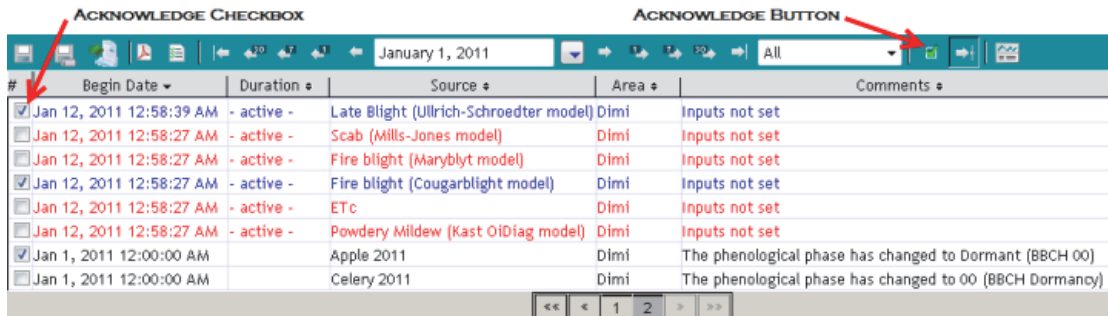 ACKNOWLEDGE CHECKBOX ACKNOWLEDGE BUTTON
30 7 1 January 1, 2011 1 7 30 All
# Begin Date Duration Source Area Comments
Jan 12, 2011 12:58:39 AM - active - Late Blight (Ullrich-Schroedter model) Dimi Inputs not set
Jan 12, 2011 12:58:27 AM - active - Scab (Mills-Jones model) Dimi Inputs not set
Jan 12, 2011 12:58:27 AM - active - Fire blight (Maryblyt model) Dimi Inputs not set
Jan 12, 2011 12:58:27 AM - active - Fire blight (Cougarblight model) Dimi Inputs not set
Jan 12, 2011 12:58:27 AM - active - ETc Dimi Inputs not set
Jan 12, 2011 12:58:27 AM - active - Powdery Mildew (Kast OiDiag model) Dimi Inputs not set
Jan 1, 2011 12:00:00 AM Apple 2011 Dimi The phenological phase has changed to Dormant (BBCH 00)
Jan 1, 2011 12:00:00 AM Celery 2011 Dimi The phenological phase has changed to 00 (BBCH Dormancy)
<< < 1 2 > >>